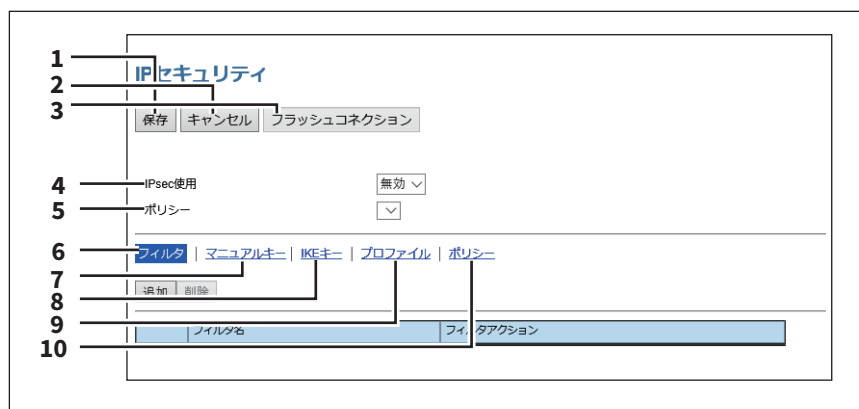 IPセキュリティ
1
2
3
保存 キャンセル フラッシュコネクション
4 IPsec使用 無効
5 ポリシー
6 フィルタ | マニュアルキー | IKEキー | プロファイル | ポリシー
7
8 追加 削除
9 フィルタ名 フィルタアクション
10